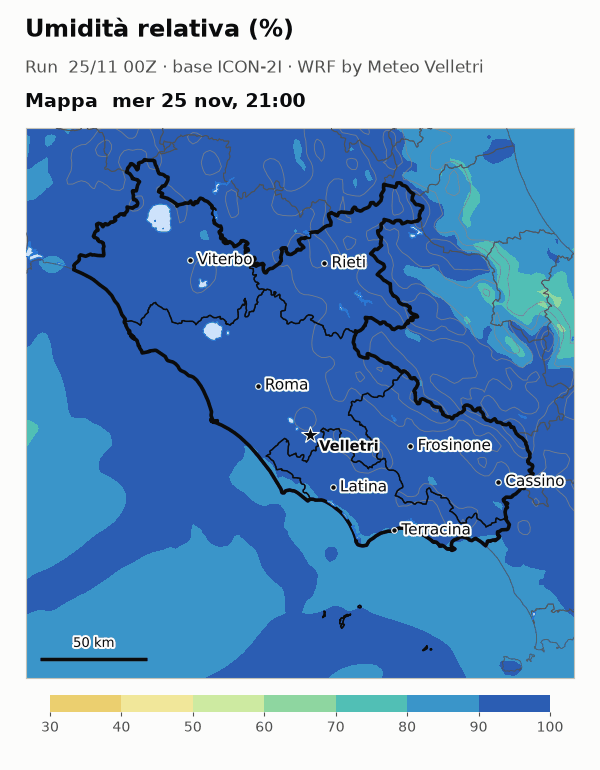 Umidità relativa (%)
Run  25/11 00Z · base ICON-2I · WRF by Meteo Velletri
Mappa  mer 25 nov, 21:00
Viterbo
Rieti
Roma
Velletri
Frosinone
Latina
Cassino
Terracina
50 km
30 40 50 60 70 80 90 100